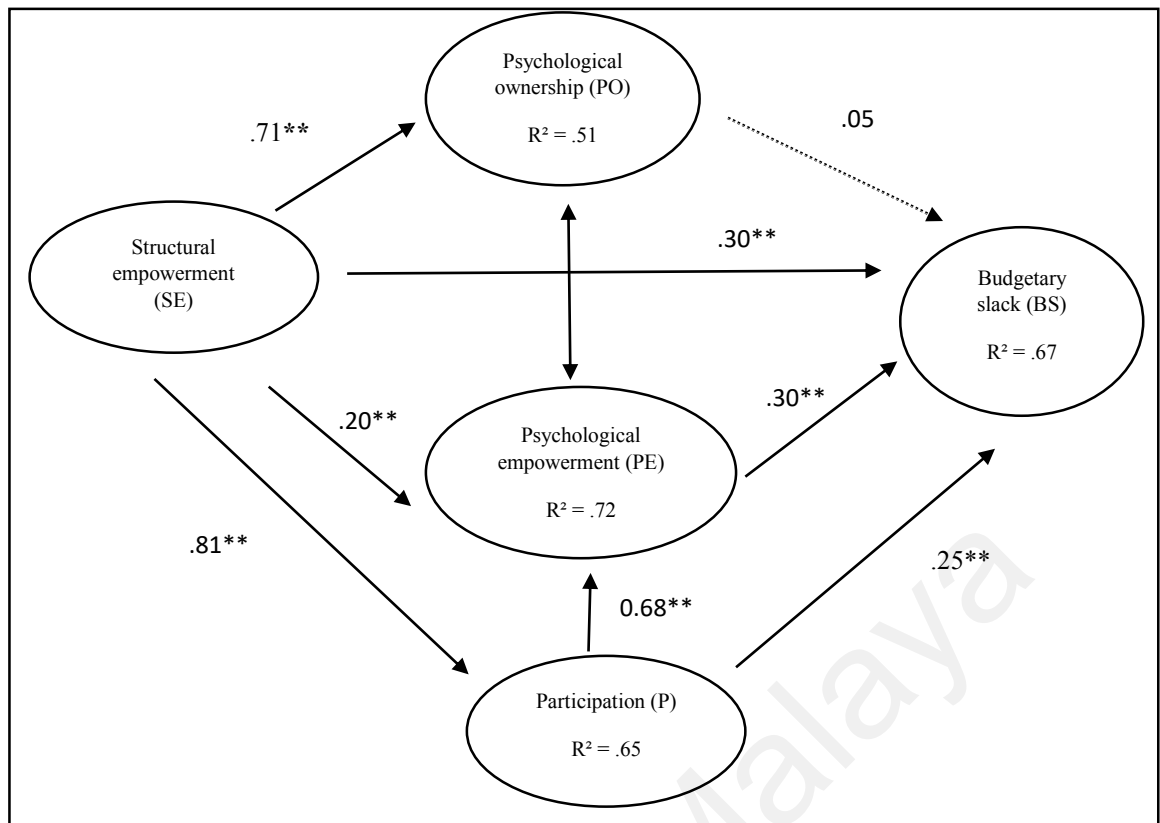 Psychological
ownership (PO)
R² = .51
.71**
.05
Structural
empowerment
(SE)
.30**
Budgetary
slack (BS)
R² = .67
.20**
Psychological
empowerment (PE)
R² = .72
.30**
.81**
0.68**
.25**
Participation (P)
R² = .65
Malaya